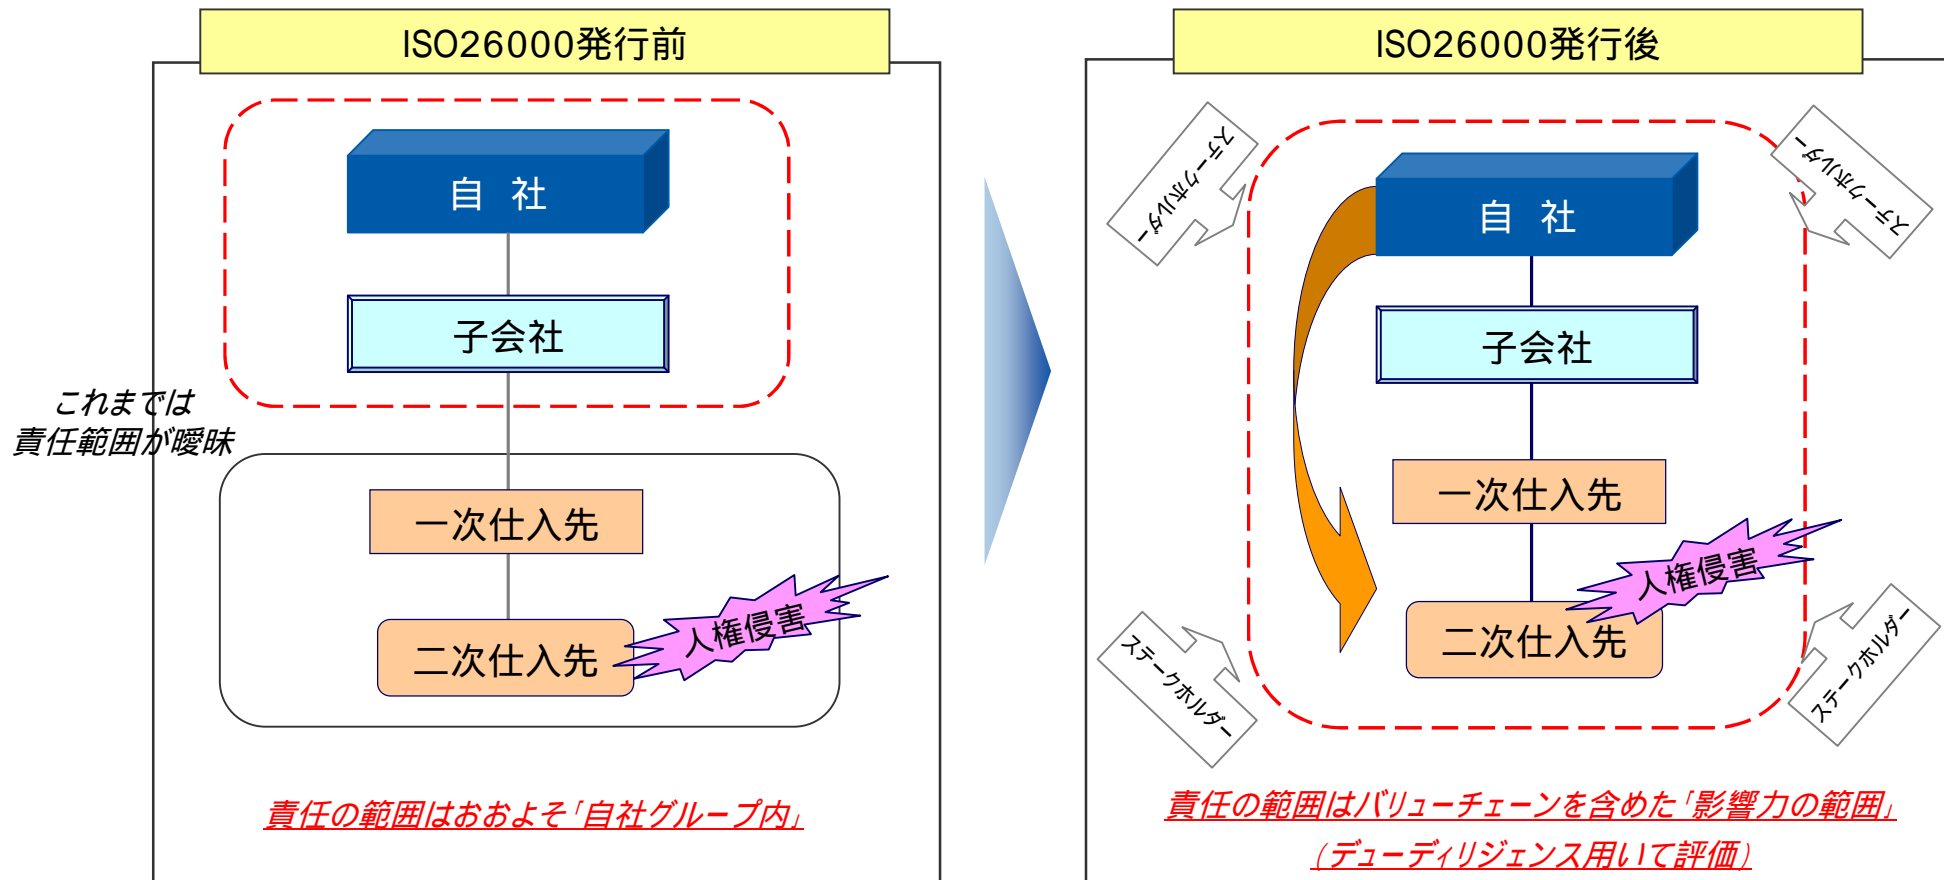 ISO26000発行前
自 社
子会社
これまでは
責任範囲が曖昧
一次仕入先
二次仕入先
人権侵害
責任の範囲はおおよそ「自社グループ内」
ISO26000発行後
ステークホルダー
ステークホルダー
自 社
子会社
一次仕入先
人権侵害
二次仕入先
ステークホルダー
ステークホルダー
責任の範囲はバリューチェーンを含めた「影響力の範囲」
（デューディリジェンス用いて評価）